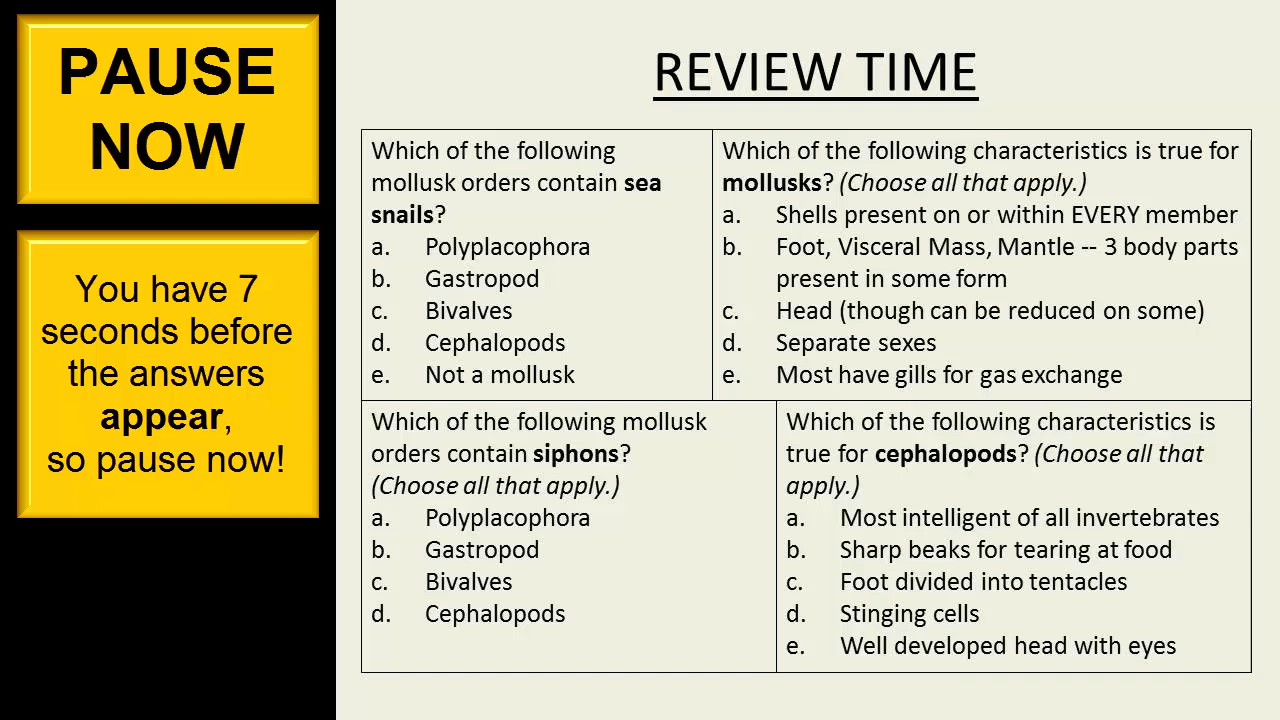 PAUSE
NOW
You have 7
seconds before
the answers
appear,
so pause now!
REVIEW TIME
Which of the following
mollusk orders contain sea
snails?
a. Polyplacophora
b. Gastropod
c. Bivalves
d. Cephalopods
e. Not a mollusk
Which of the following characteristics is true for
mollusks? (Choose all that apply.)
a. Shells present on or within EVERY member
b. Foot, Visceral Mass, Mantle -- 3 body parts
present in some form
c. Head (though can be reduced on some)
d. Separate sexes
e. Most have gills for gas exchange
Which of the following mollusk
orders contain siphons?
(Choose all that apply.)
a. Polyplacophora
b. Gastropod
c. Bivalves
d. Cephalopods
Which of the following characteristics is
true for cephalopods? (Choose all that
apply.)
a. Most intelligent of all invertebrates
b. Sharp beaks for tearing at food
c. Foot divided into tentacles
d. Stinging cells
e. Well developed head with eyes